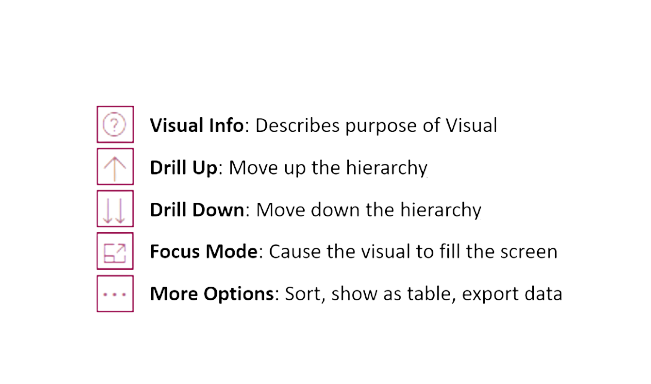 Visual Info: Describes purpose of Visual
Drill Up: Move up the hierarchy
Drill Down: Move down the hierarchy
Focus Mode: Cause the visual to fill the screen
More Options: Sort, show as table, export data